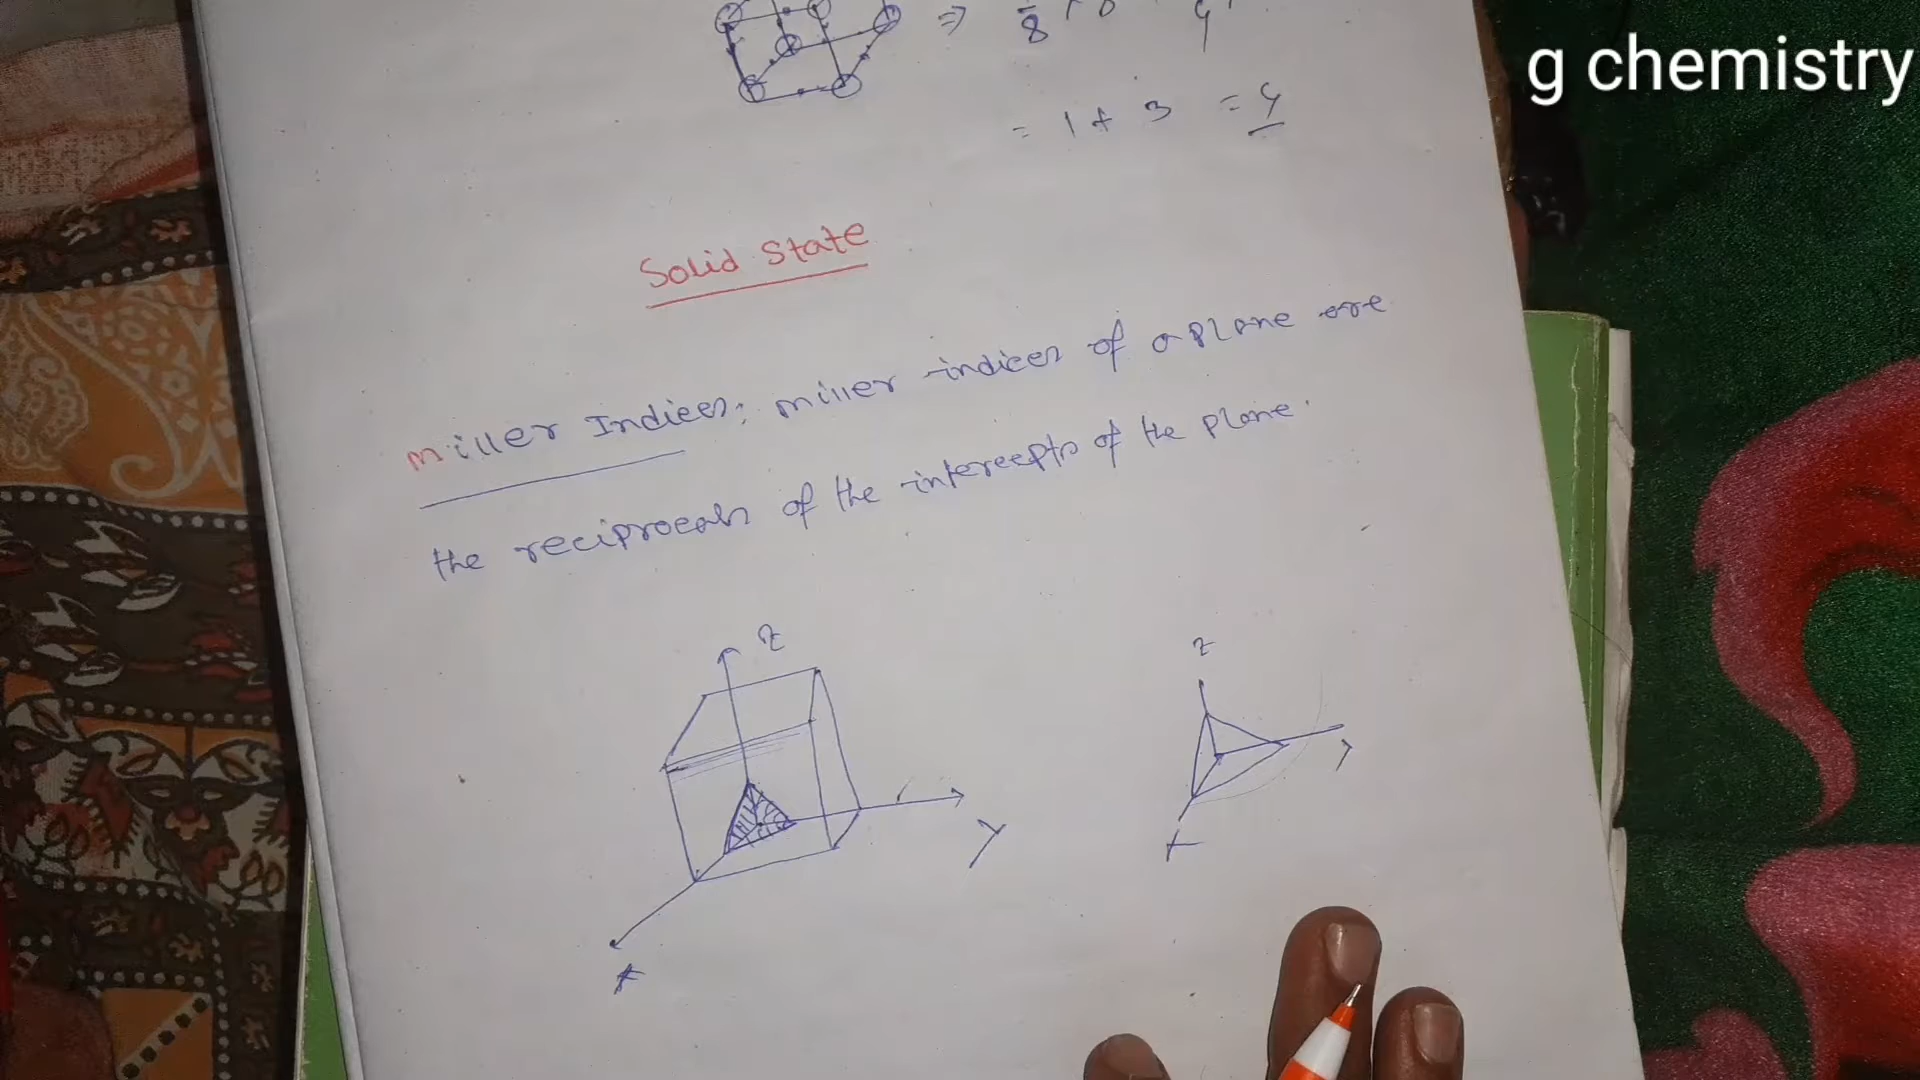 g chemistry
= 1 + 3 = 4
Solid State
Miller Indices: Miller indices of a plane are
the reciprocals of the intercepts of the plane.
Z
Z
Y
Y
X
X